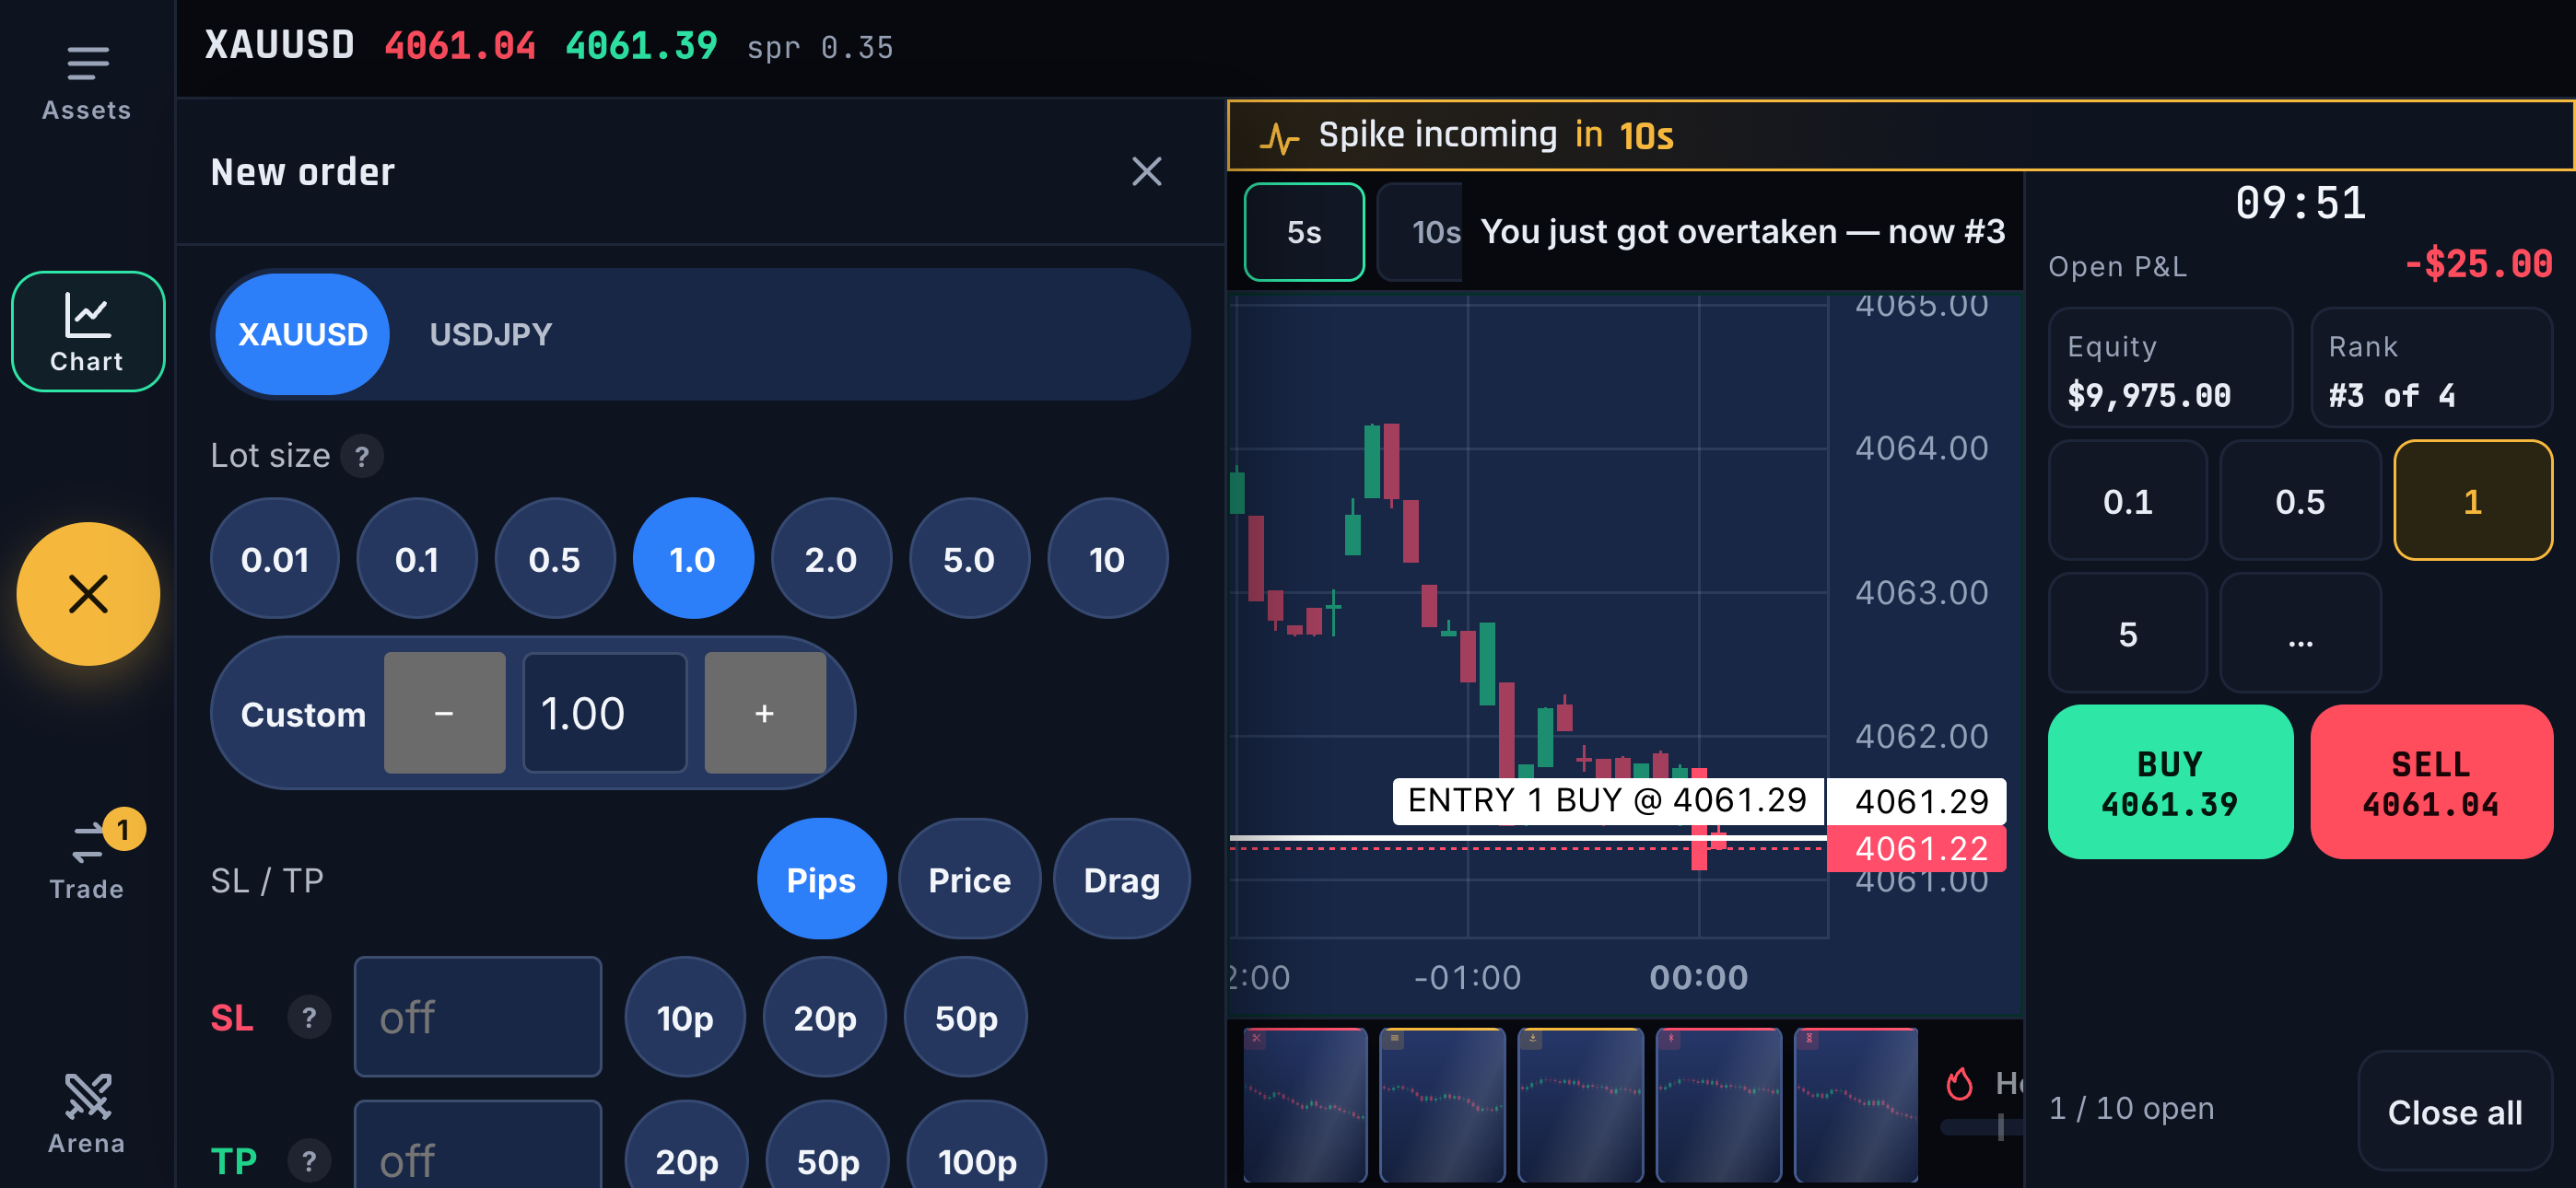 XAUUSD 4061.04 4061.39 spr 0.35
Assets
Chart
1
Trade
Arena
New order
XAUUSD USDJPY
Lot size ?
0.01 0.1 0.5 1.0 2.0 5.0 10
Custom − 1.00 +
SL / TP Pips Price Drag
SL ? off 10p 20p 50p
TP ? off 20p 50p 100p
Spike incoming in 10s
5s 10s You just got overtaken — now #3
4065.00
4064.00
4063.00
4062.00
ENTRY 1 BUY @ 4061.29 4061.29
4061.22
4061.00
2:00 -01:00 00:00
09:51
Open P&L -$25.00
Equity
$9,975.00
Rank
#3 of 4
0.1 0.5 1
5 ...
BUY
4061.39
SELL
4061.04
1 / 10 open Close all